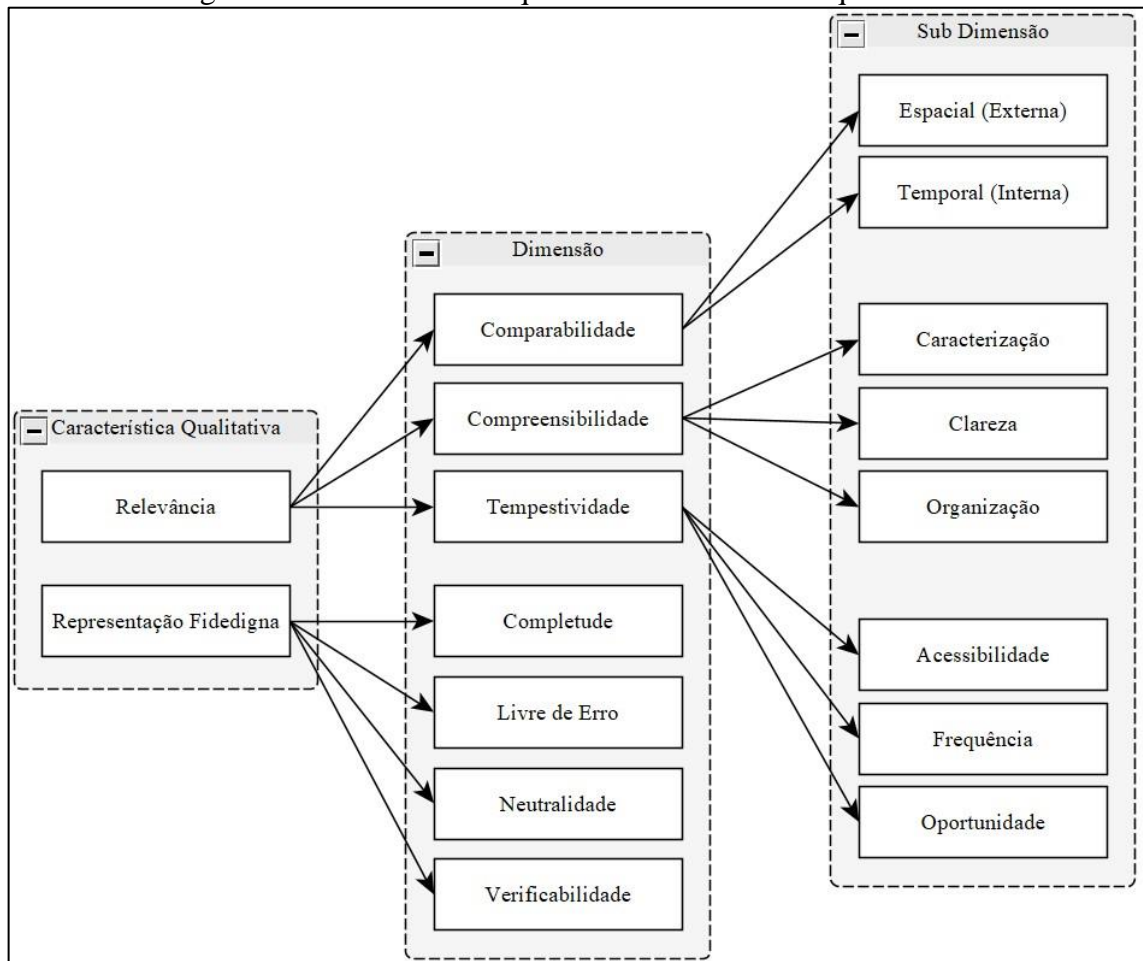 Sub Dimensão
Espacial (Externa)
Temporal (Interna)
Dimensão
Comparabilidade
Caracterização
Compreensibilidade
Clareza
Característica Qualitativa
Relevância
Tempestividade
Organização
Representação Fidedigna
Completude
Acessibilidade
Livre de Erro
Frequência
Neutralidade
Oportunidade
Verificabilidade